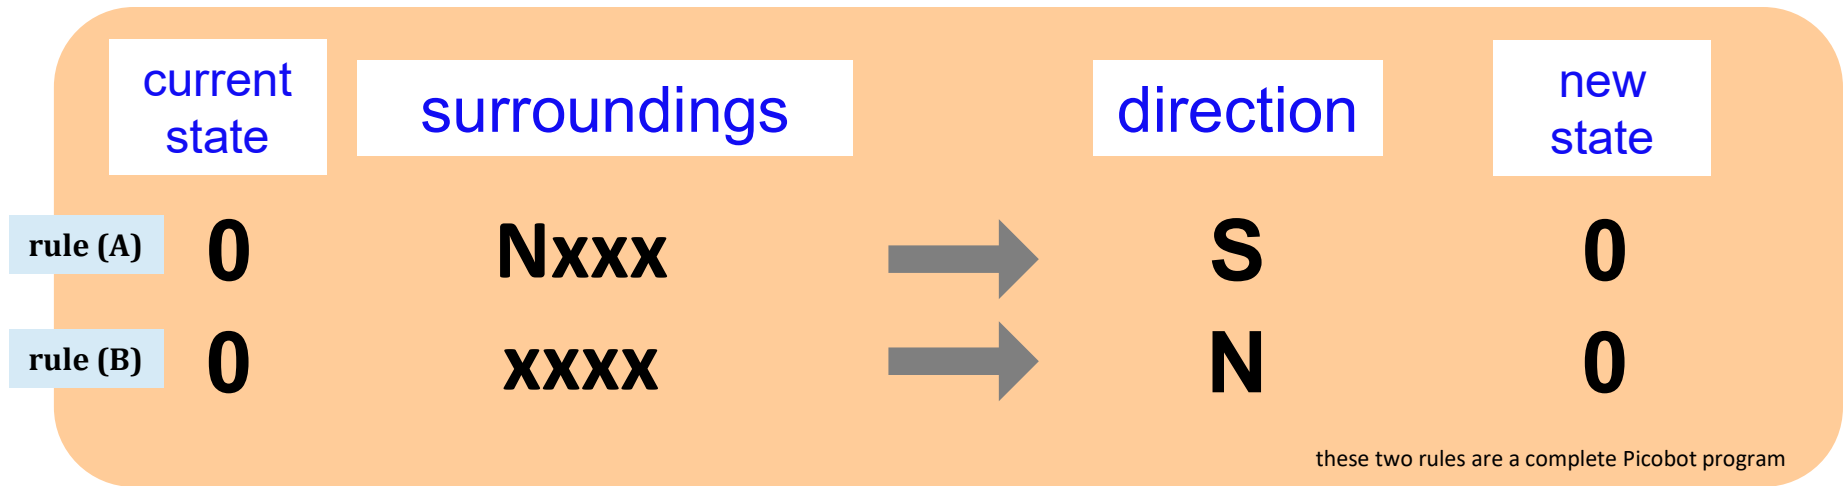 current state surroundings direction new state
rule (A) 0 Nxxx S 0
rule (B) 0 xxxx N 0
these two rules are a complete Picobot program